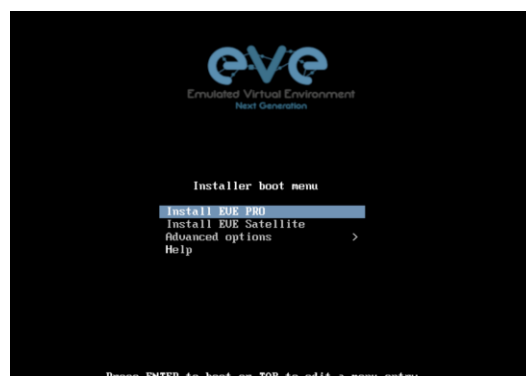 eve
Emulated Virtual Environment
Next Generation
Installer boot menu
Install EVE PRO
Install EVE Satellite
Advanced options >
Help
Press ENTER to boot or TAB to edit a menu entry